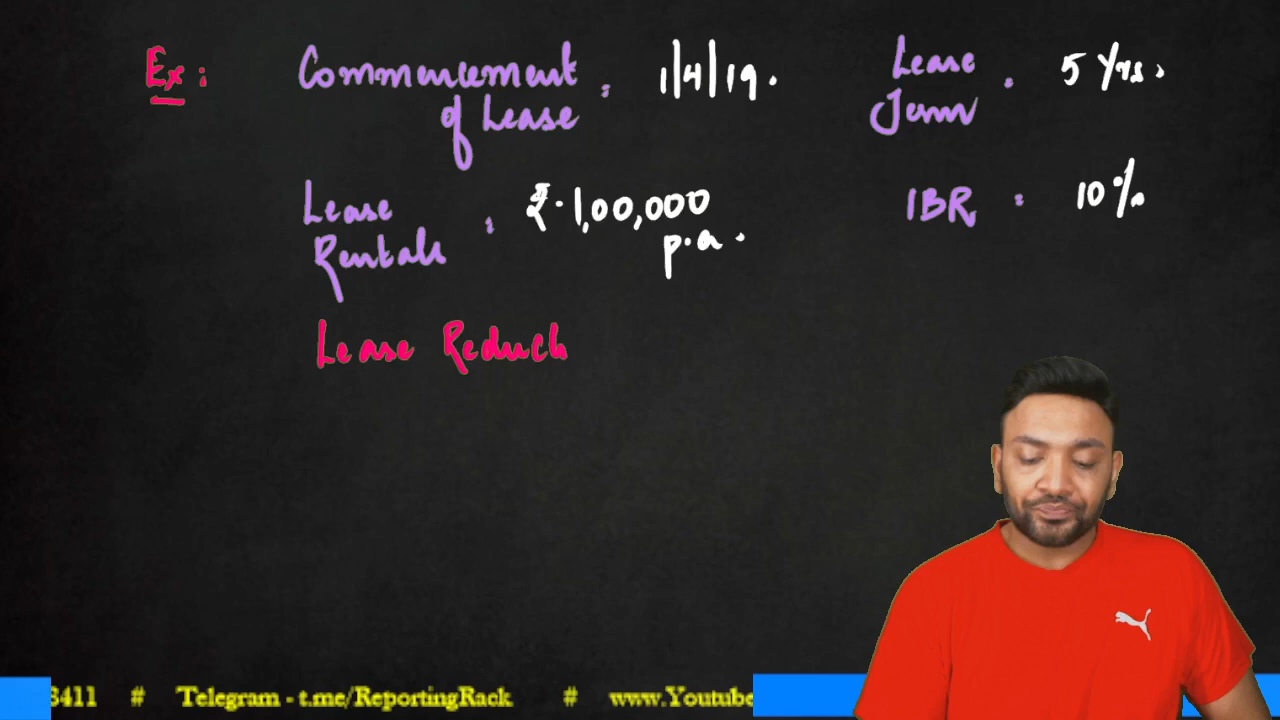 Ex: Commencement of Lease = 1/4/19. Lease Term = 5 Yrs.
Lease Rentals = ₹.1,00,000 p.a. IBR = 10%
Lease Reduch
3411 # Telegram - t.me/ReportingRack # www.Youtube